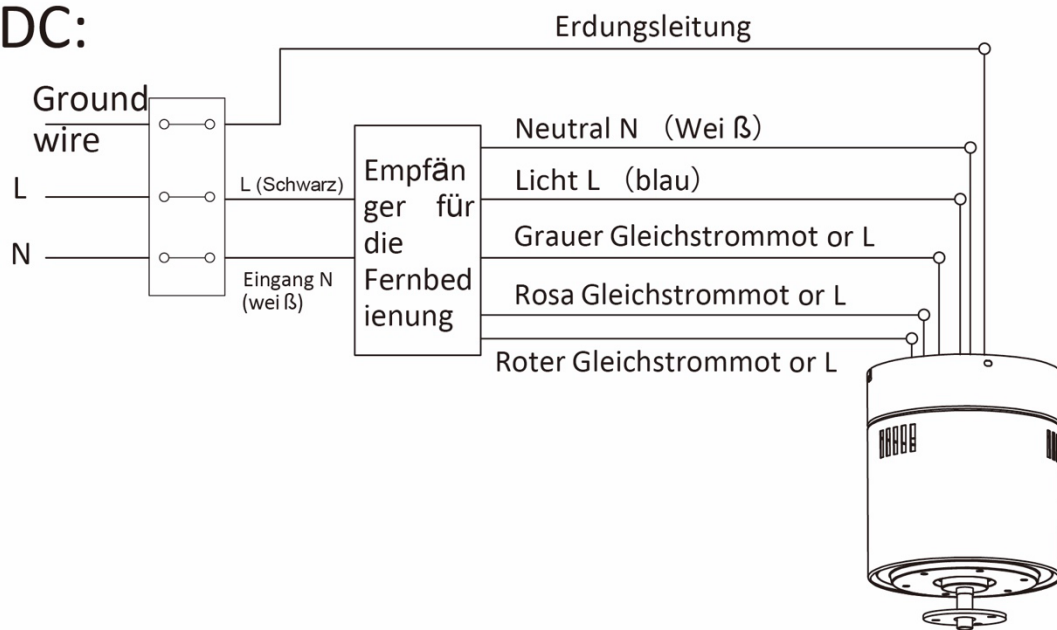 DC:
Erdungsleitung
Ground
wire
L
N
L (Schwarz)
Eingang N
(wei ß)
Empfän
ger für
die
Fernbed
ienung
Neutral N （Wei ß）
Licht L （blau）
Grauer Gleichstrommot or L
Rosa Gleichstrommot or L
Roter Gleichstrommot or L